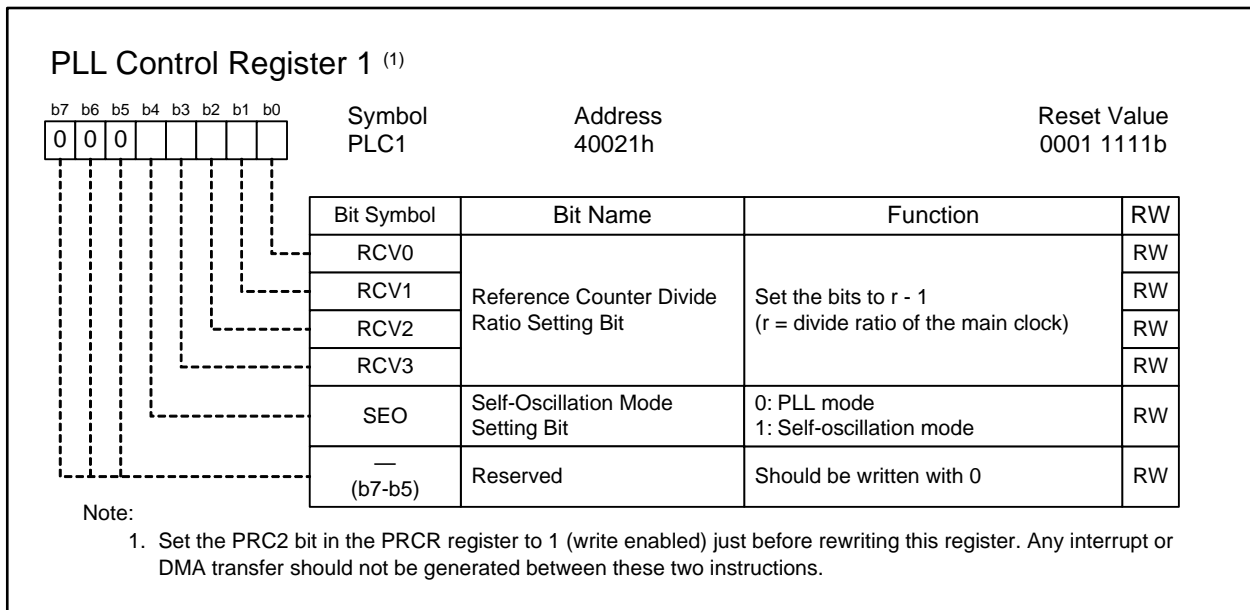 PLL Control Register 1 (1)
b7 b6 b5 b4 b3 b2 b1 b0
0 0 0
Symbol Address Reset Value
PLC1 40021h 0001 1111b
Bit Symbol Bit Name Function RW
RCV0 RW
RCV1 RW
Reference Counter Divide Set the bits to r - 1
Ratio Setting Bit (r = divide ratio of the main clock)
RCV2 RW
RCV3 RW
SEO Self-Oscillation Mode 0: PLL mode RW
Setting Bit 1: Self-oscillation mode
— Reserved Should be written with 0 RW
(b7-b5)
Note:
1. Set the PRC2 bit in the PRCR register to 1 (write enabled) just before rewriting this register. Any interrupt or
DMA transfer should not be generated between these two instructions.